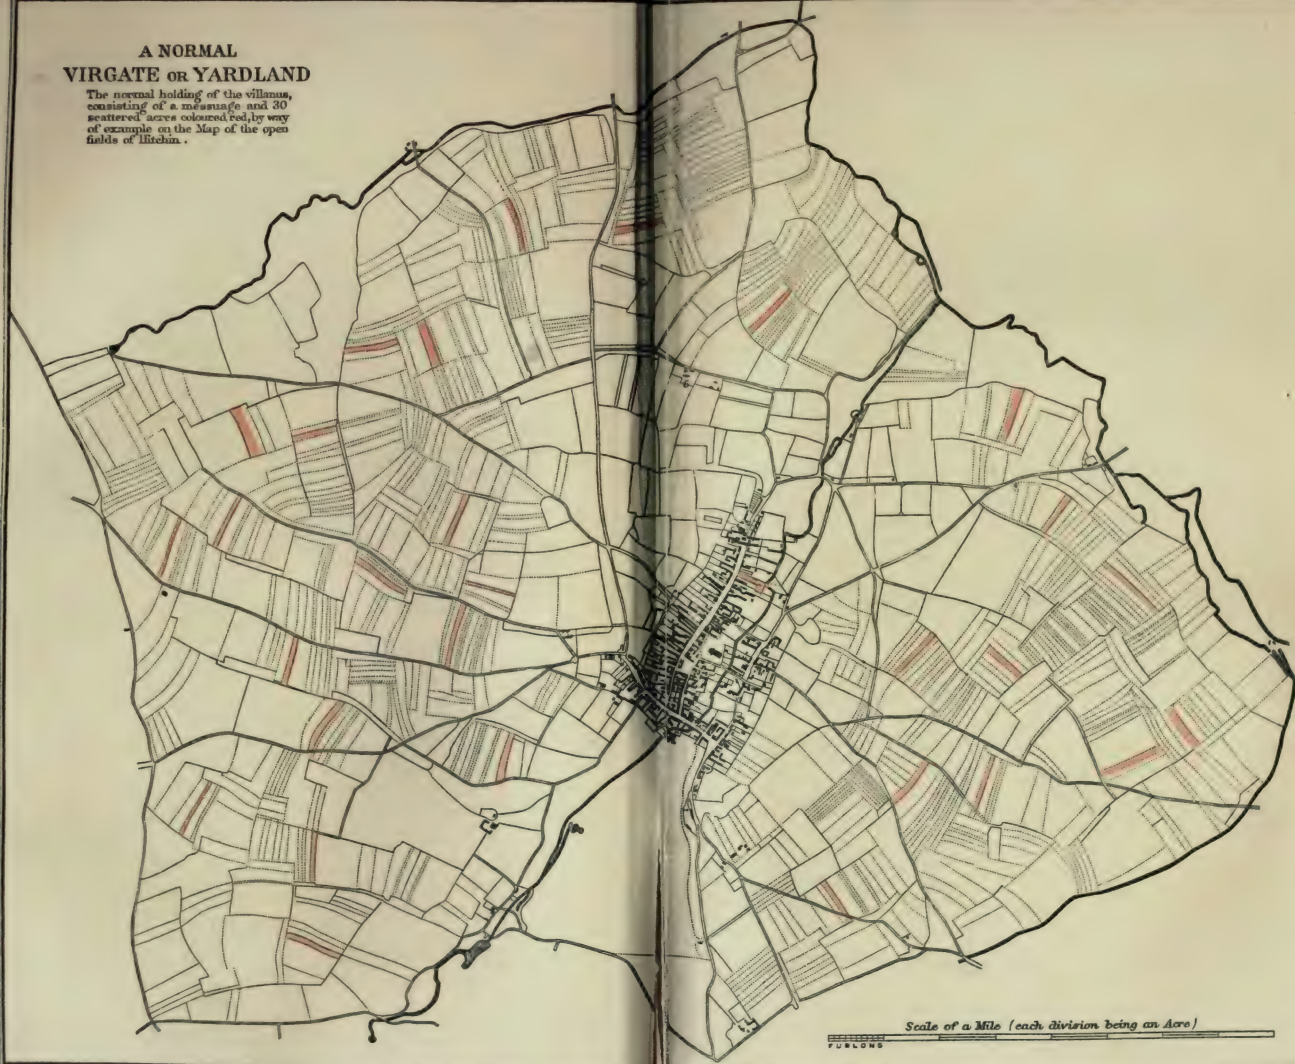 A NORMAL
VIRGATE OR YARDLAND
The normal holding of the villanus,
consisting of a messuage and 30
scattered acres coloured red, by way
of example on the Map of the open
fields of Hitchin.
Scale of a Mile (each division being an Acre)
FURLONG